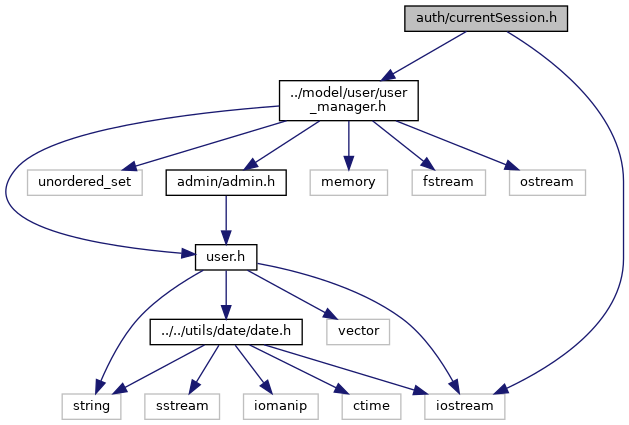 auth/currentSession.h
../model/user/user
_manager.h
unordered_set
admin/admin.h
memory
fstream
ostream
user.h
../../utils/date/date.h
vector
string
sstream
iomanip
ctime
iostream